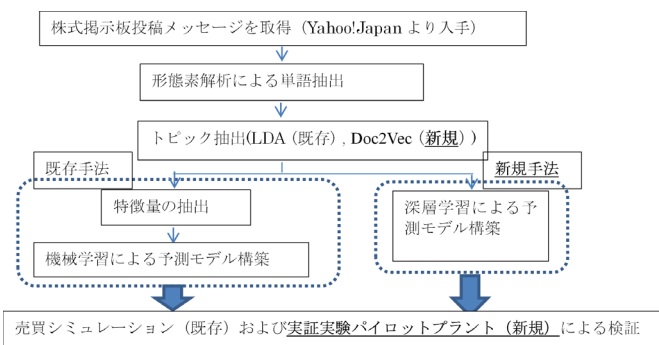 株式掲示板投稿メッセージを取得（Yahoo!Japan より入手）
形態素解析による単語抽出
トピック抽出(LDA（既存）, Doc2Vec（新規）)
既存手法
新規手法
特徴量の抽出
機械学習による予測モデル構築
深層学習による予
測モデル構築
売買シミュレーション（既存）および実証実験パイロットプラント（新規）による検証